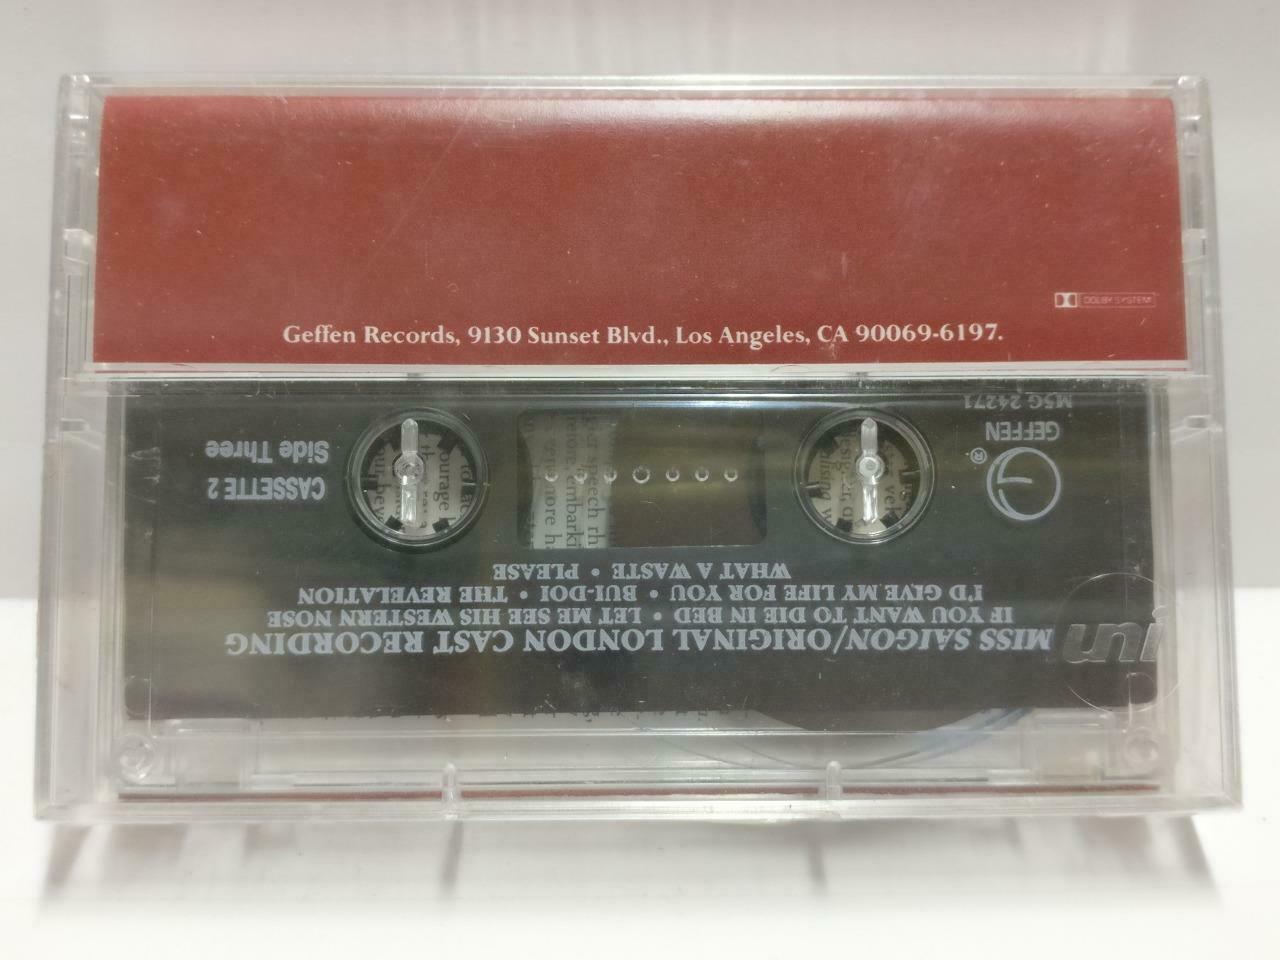 DOLBY SYSTEM
Geffen Records, 9130 Sunset Blvd., Los Angeles, CA 90069-6197.
MISS SAIGON/ORIGINAL LONDON CAST RECORDING
IF YOU WANT TO DIE IN BED • LET ME SEE HIS WESTERN NOSE
I'D GIVE MY LIFE FOR YOU • BUI-DOI • THE REVELATION
WHAT A WASTE • PLEASE
®
GEFFEN
M5G 24271
CASSETTE 2
Side Three